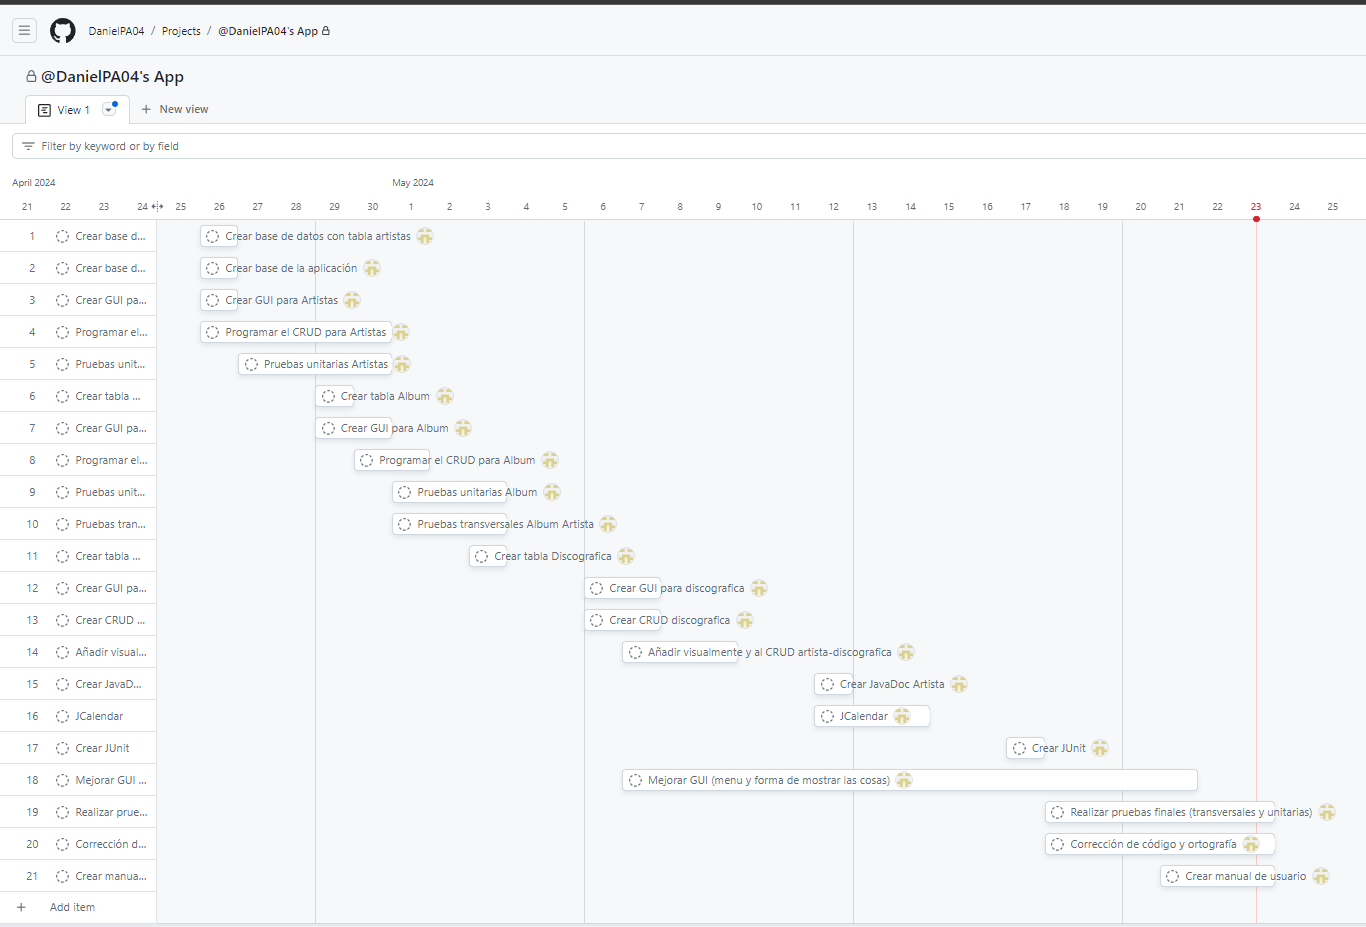 DanielPA04 / Projects / @DanielPA04's App
@DanielPA04's App
View 1 New view
Filter by keyword or by field
April 2024 May 2024
21 22 23 24 25 26 27 28 29 30 1 2 3 4 5 6 7 8 9 10 11 12 13 14 15 16 17 18 19 20 21 22 23 24 25
1 Crear base d... Crear base de datos con tabla artistas
2 Crear base d... Crear base de la aplicación
3 Crear GUI pa... Crear GUI para Artistas
4 Programar el... Programar el CRUD para Artistas
5 Pruebas unit... Pruebas unitarias Artistas
6 Crear tabla ... Crear tabla Album
7 Crear GUI pa... Crear GUI para Album
8 Programar el... Programar el CRUD para Album
9 Pruebas unit... Pruebas unitarias Album
10 Pruebas tran... Pruebas transversales Album Artista
11 Crear tabla ... Crear tabla Discografica
12 Crear GUI pa... Crear GUI para discografica
13 Crear CRUD ... Crear CRUD discografica
14 Añadir visual... Añadir visualmente y al CRUD artista-discografica
15 Crear JavaD... Crear JavaDoc Artista
16 JCalendar JCalendar
17 Crear JUnit Crear JUnit
18 Mejorar GUI ... Mejorar GUI (menu y forma de mostrar las cosas)
19 Realizar prue... Realizar pruebas finales (transversales y unitarias)
20 Corrección d... Corrección de código y ortografía
21 Crear manua... Crear manual de usuario
+ Add item